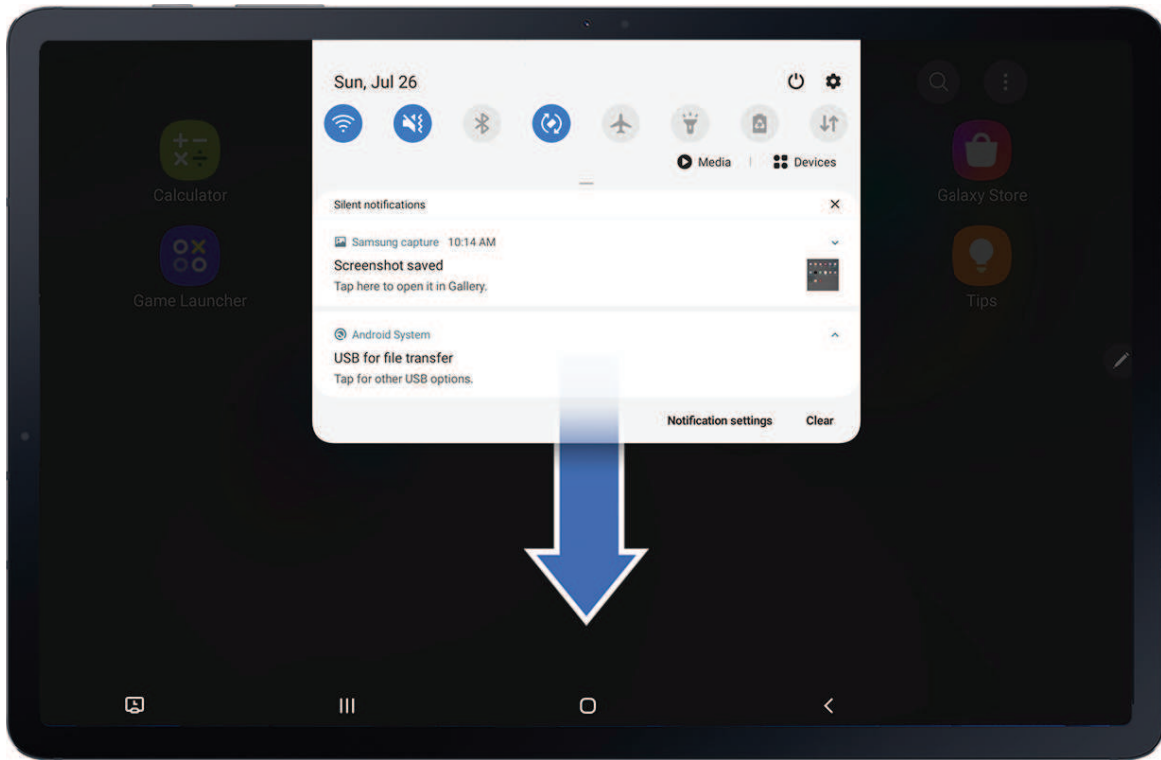 Sun, Jul 26
Media
Devices
Silent notifications
Samsung capture 10:14 AM
Screenshot saved
Tap here to open it in Gallery.
Android System
USB for file transfer
Tap for other USB options.
Notification settings
Clear
Calculator
Game Launcher
Galaxy Store
Tips